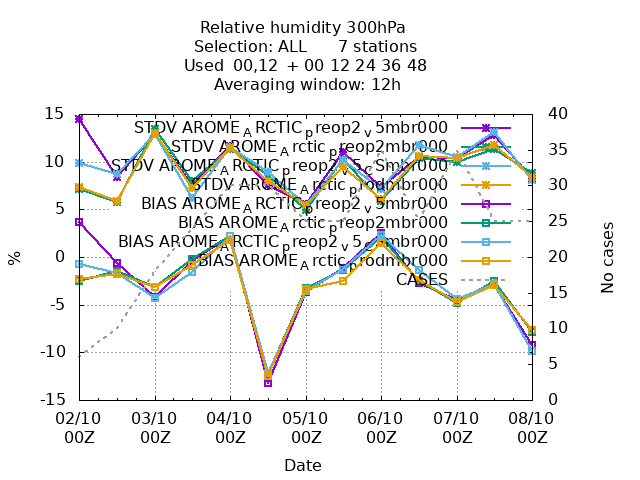 Relative humidity 300hPa
Selection: ALL 7 stations
Used 00,12 + 00 12 24 36 48
Averaging window: 12h
15
10
5
0
-5
-10
-15
%
40
35
30
25
20
15
10
5
0
No cases
STDV AROME_ARCTIC_preop2_v5mbr000
STDV AROME_Arctic_preop2mbr000
STDV AROME_ARCTIC_preop2_v5_cSmbr000
STDV AROME_Arctic_prodmbr000
BIAS AROME_ARCTIC_preop2_v5mbr000
BIAS AROME_Arctic_preop2mbr000
BIAS AROME_ARCTIC_preop2_v5_cSmbr000
BIAS AROME_Arctic_prodmbr000
CASES
02/10 03/10 04/10 05/10 06/10 07/10 08/10
00Z 00Z 00Z 00Z 00Z 00Z 00Z
Date